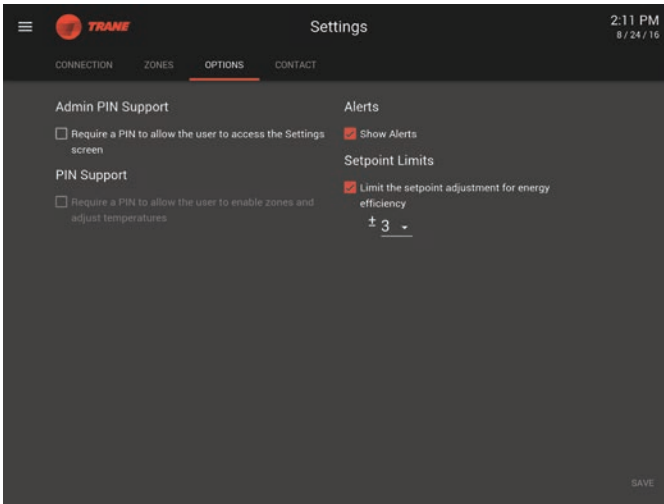 TRANE
Settings
2:11 PM
8 / 24 / 16
CONNECTION
ZONES
OPTIONS
CONTACT
Admin PIN Support
Require a PIN to allow the user to access the Settings
screen
PIN Support
Require a PIN to allow the user to enable zones and
adjust temperatures
Alerts
Show Alerts
Setpoint Limits
Limit the setpoint adjustment for energy
efficiency
± 3
SAVE